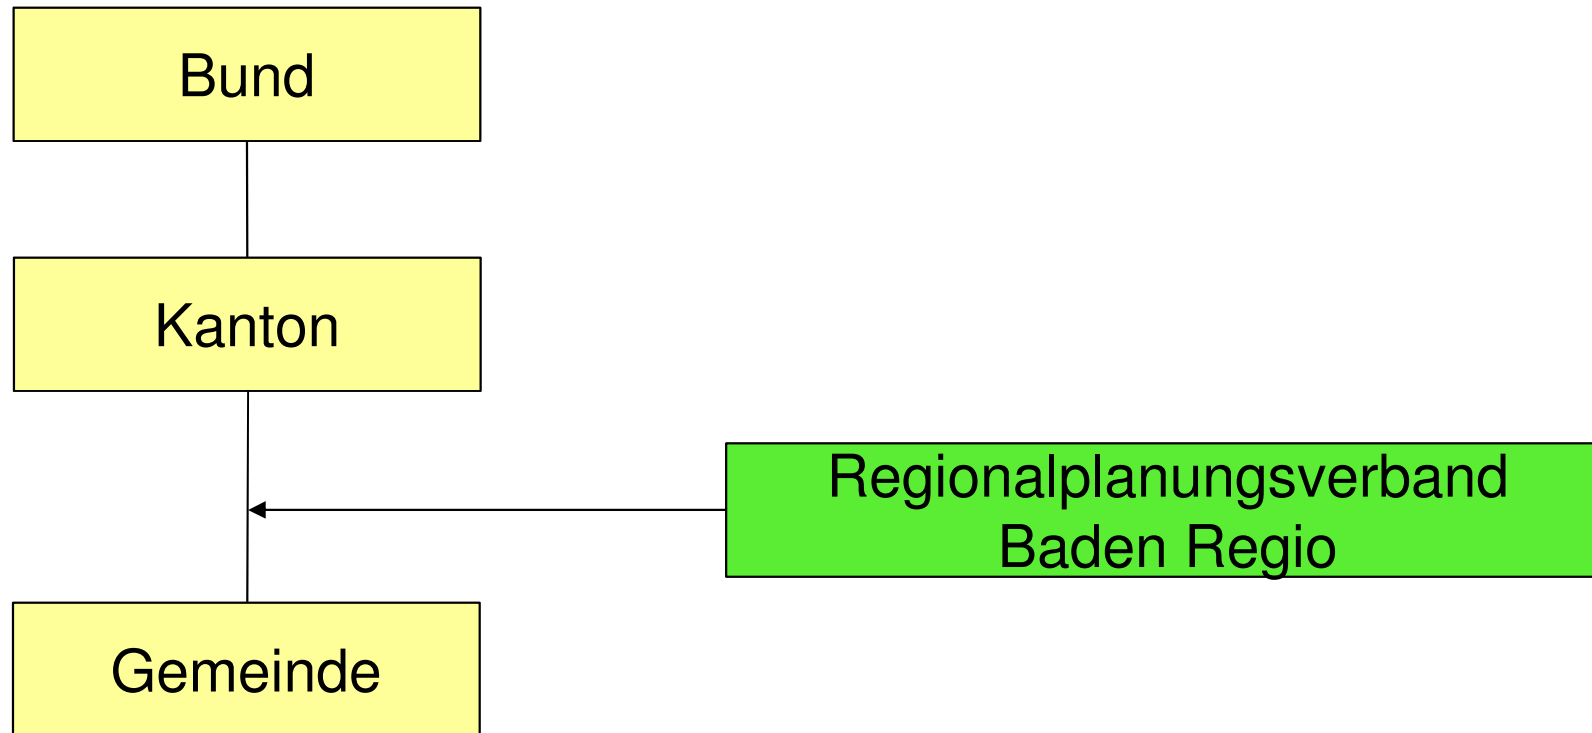 Bund
Kanton
Regionalplanungsverband
Baden Regio
Gemeinde